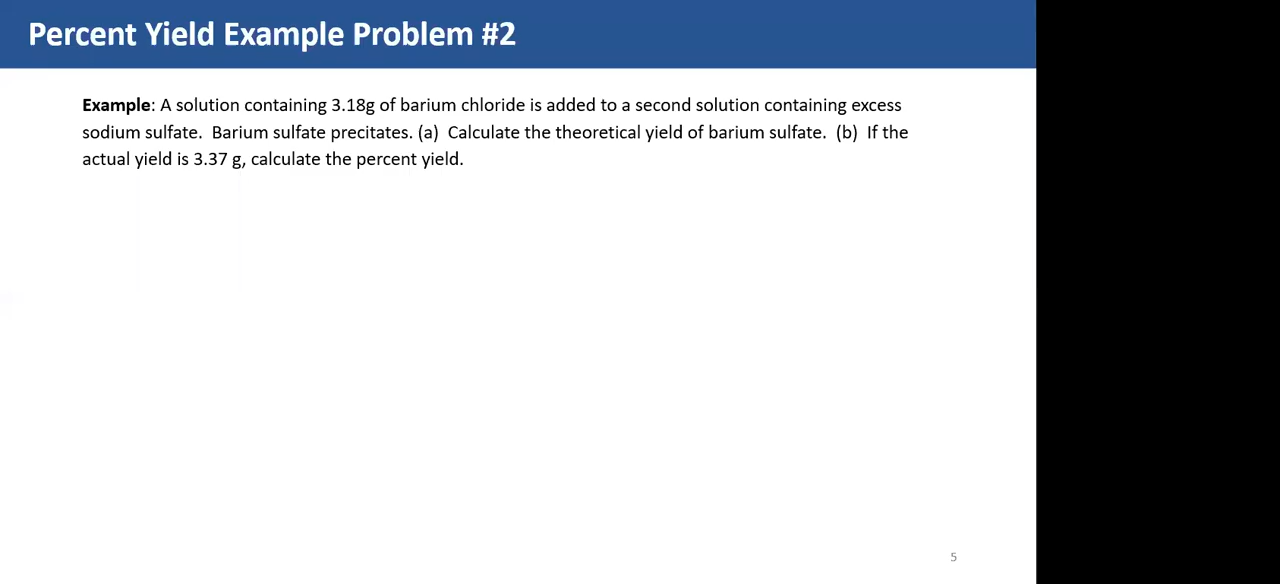 Percent Yield Example Problem #2
Example: A solution containing 3.18g of barium chloride is added to a second solution containing excess
sodium sulfate.  Barium sulfate precitates. (a)  Calculate the theoretical yield of barium sulfate.  (b)  If the
actual yield is 3.37 g, calculate the percent yield.
5